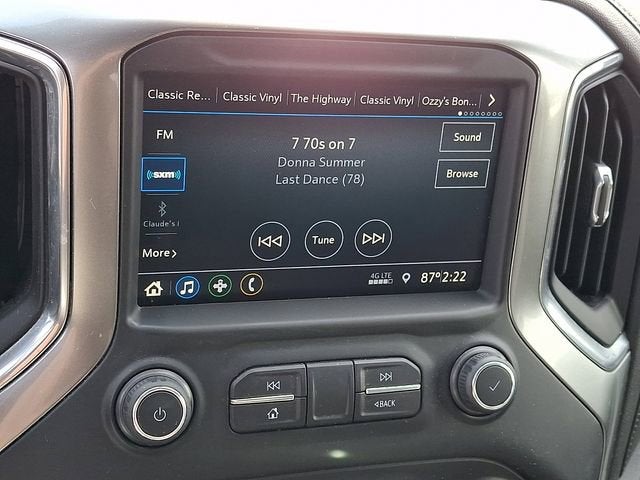 Classic Re... Classic Vinyl The Highway Classic Vinyl Ozzy's Bon...
FM
7 70s on 7
Sound
Donna Summer
((sxm))
Last Dance (78)
Browse
Claude's i
Tune
More
4G LTE
87° 2:22
BACK